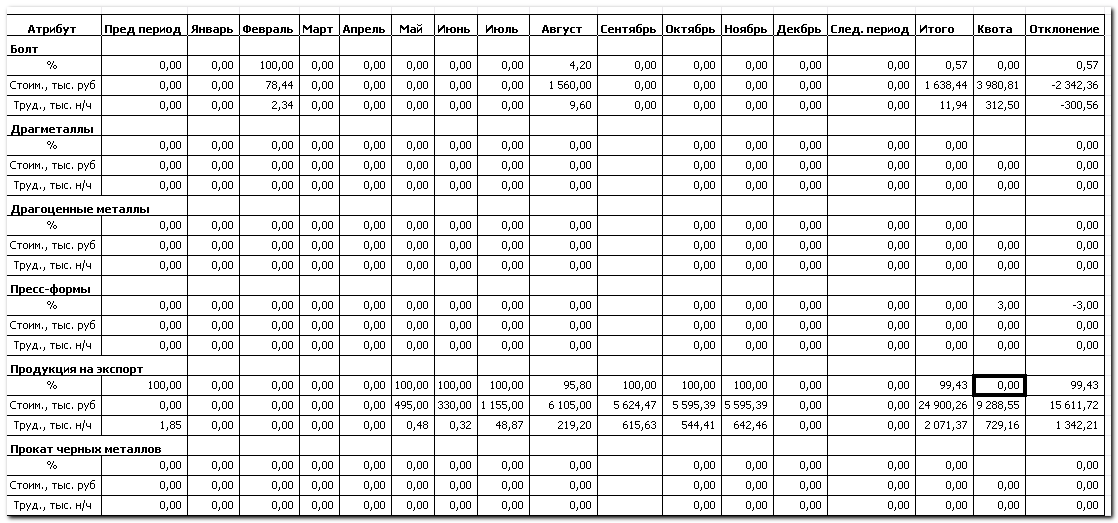 Атрибут Пред период Январь Февраль Март Апрель Май Июнь Июль Август Сентябрь Октябрь Ноябрь Декбрь След. период Итого Квота Отклонение
Болт
% 0,00 0,00 100,00 0,00 0,00 0,00 0,00 0,00 4,20 0,00 0,00 0,00 0,00 0,00 0,57 0,00 0,57
Стоим., тыс. руб 0,00 0,00 78,44 0,00 0,00 0,00 0,00 0,00 1 560,00 0,00 0,00 0,00 0,00 0,00 1 638,44 3 980,81 -2 342,36
Труд., тыс. н/ч 0,00 0,00 2,34 0,00 0,00 0,00 0,00 0,00 9,60 0,00 0,00 0,00 0,00 0,00 11,94 312,50 -300,56
Драгметаллы
% 0,00 0,00 0,00 0,00 0,00 0,00 0,00 0,00 0,00 0,00 0,00 0,00 0,00 0,00 0,00
Стоим., тыс. руб 0,00 0,00 0,00 0,00 0,00 0,00 0,00 0,00 0,00 0,00 0,00 0,00 0,00 0,00 0,00 0,00
Труд., тыс. н/ч 0,00 0,00 0,00 0,00 0,00 0,00 0,00 0,00 0,00 0,00 0,00 0,00 0,00 0,00 0,00 0,00
Драгоценные металлы
% 0,00 0,00 0,00 0,00 0,00 0,00 0,00 0,00 0,00 0,00 0,00 0,00 0,00 0,00 0,00
Стоим., тыс. руб 0,00 0,00 0,00 0,00 0,00 0,00 0,00 0,00 0,00 0,00 0,00 0,00 0,00 0,00 0,00 0,00
Труд., тыс. н/ч 0,00 0,00 0,00 0,00 0,00 0,00 0,00 0,00 0,00 0,00 0,00 0,00 0,00 0,00 0,00 0,00
Пресс-формы
% 0,00 0,00 0,00 0,00 0,00 0,00 0,00 0,00 0,00 0,00 0,00 0,00 0,00 0,00 3,00 -3,00
Стоим., тыс. руб 0,00 0,00 0,00 0,00 0,00 0,00 0,00 0,00 0,00 0,00 0,00 0,00 0,00 0,00 0,00 0,00
Труд., тыс. н/ч 0,00 0,00 0,00 0,00 0,00 0,00 0,00 0,00 0,00 0,00 0,00 0,00 0,00 0,00 0,00 0,00
Продукция на экспорт
% 100,00 0,00 0,00 0,00 0,00 100,00 100,00 100,00 95,80 100,00 100,00 100,00 0,00 0,00 99,43 0,00 99,43
Стоим., тыс. руб 0,00 0,00 0,00 0,00 0,00 495,00 330,00 1 155,00 6 105,00 5 624,47 5 595,39 5 595,39 0,00 0,00 24 900,26 9 288,55 15 611,72
Труд., тыс. н/ч 1,85 0,00 0,00 0,00 0,00 0,48 0,32 48,87 219,20 615,63 544,41 642,46 0,00 0,00 2 071,37 729,16 1 342,21
Прокат черных металлов
% 0,00 0,00 0,00 0,00 0,00 0,00 0,00 0,00 0,00 0,00 0,00 0,00 0,00 0,00 0,00
Стоим., тыс. руб 0,00 0,00 0,00 0,00 0,00 0,00 0,00 0,00 0,00 0,00 0,00 0,00 0,00 0,00 0,00 0,00
Труд., тыс. н/ч 0,00 0,00 0,00 0,00 0,00 0,00 0,00 0,00 0,00 0,00 0,00 0,00 0,00 0,00 0,00 0,00